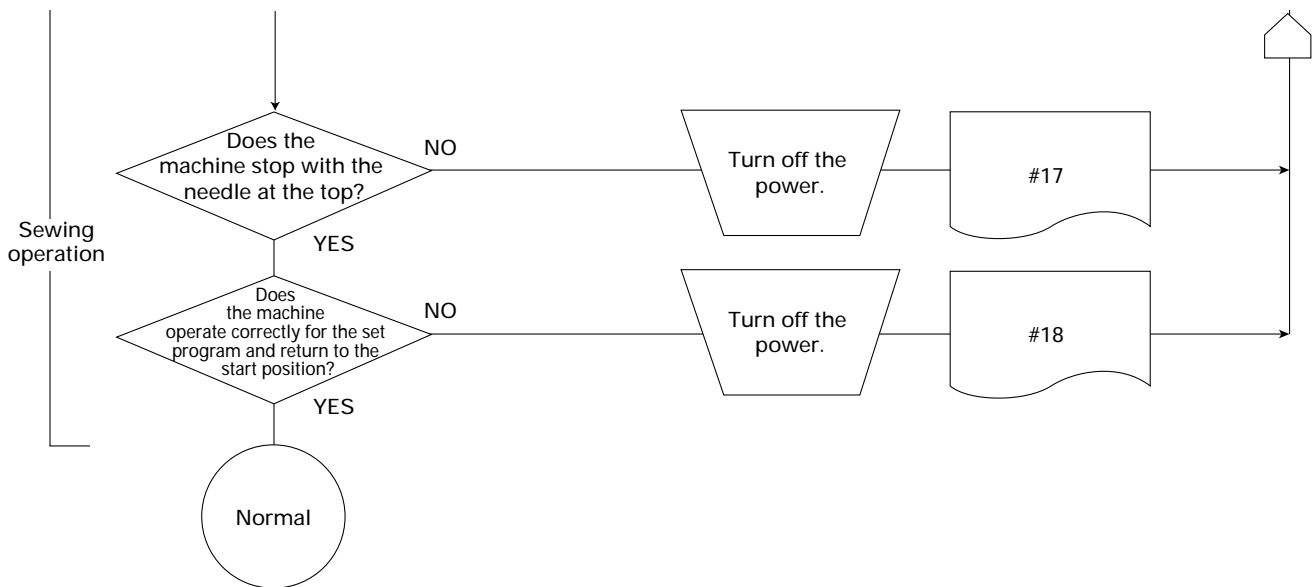 Does the
machine stop with the
needle at the top?
NO
Turn off the
power.
#17
Sewing
operation
YES
Does
the machine
operate correctly for the set
program and return to the
start position?
NO
Turn off the
power.
#18
YES
Normal